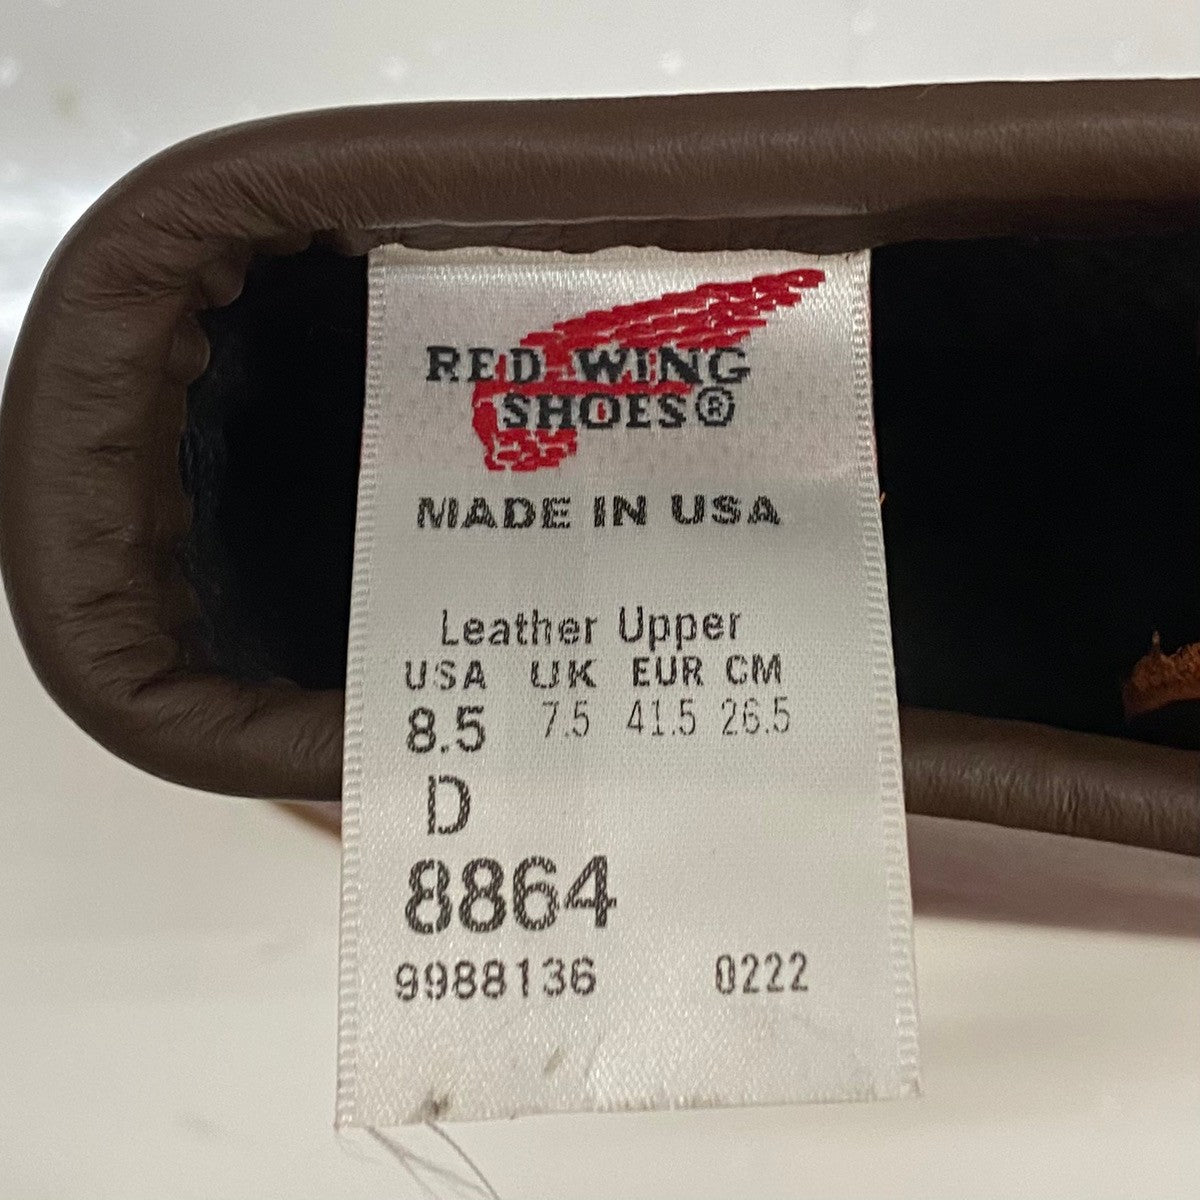 RED WING
SHOES®
MADE IN USA
Leather Upper
USA UK EUR CM
8.5 7.5 41.5 26.5
D
8864
9988136 0222